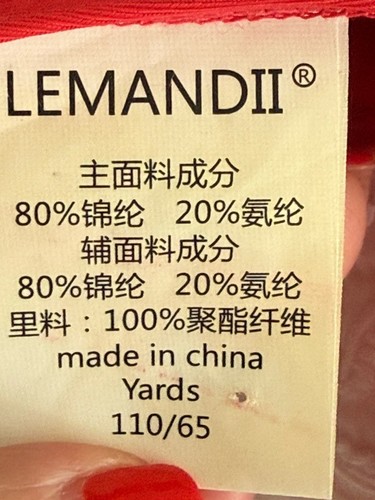 LEMANDII®
主面料成分
80%锦纶 20%氨纶
辅面料成分
80%锦纶 20%氨纶
里料：100%聚酯纤维
made in china
Yards
110/65